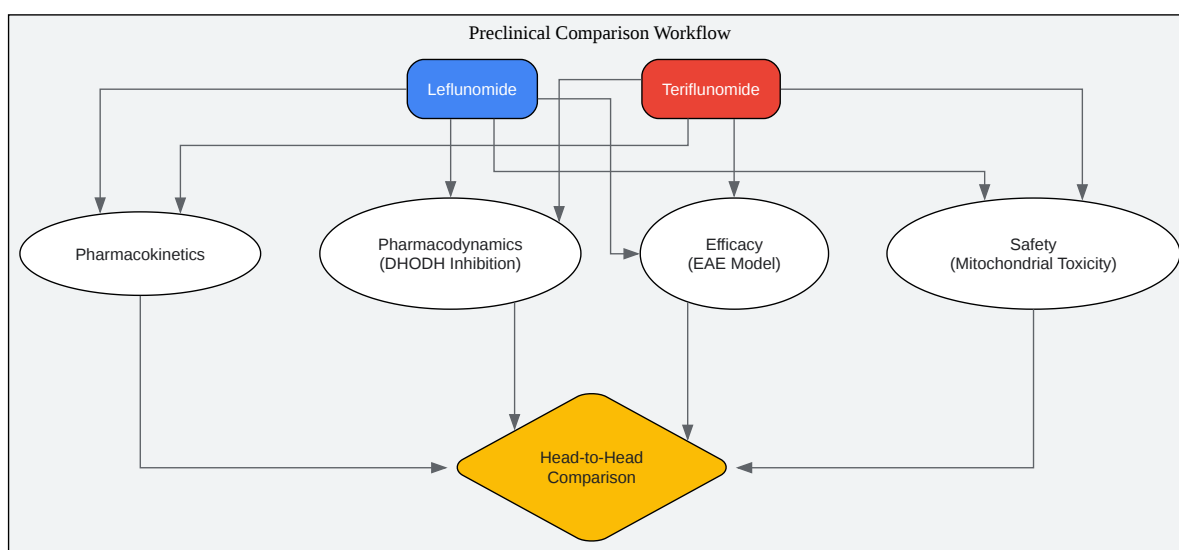 Preclinical Comparison Workflow
Leflunomide
Teriflunomide
Pharmacokinetics
Pharmacodynamics
(DHODH Inhibition)
Efficacy
(EAE Model)
Safety
(Mitochondrial Toxicity)
Head-to-Head
Comparison